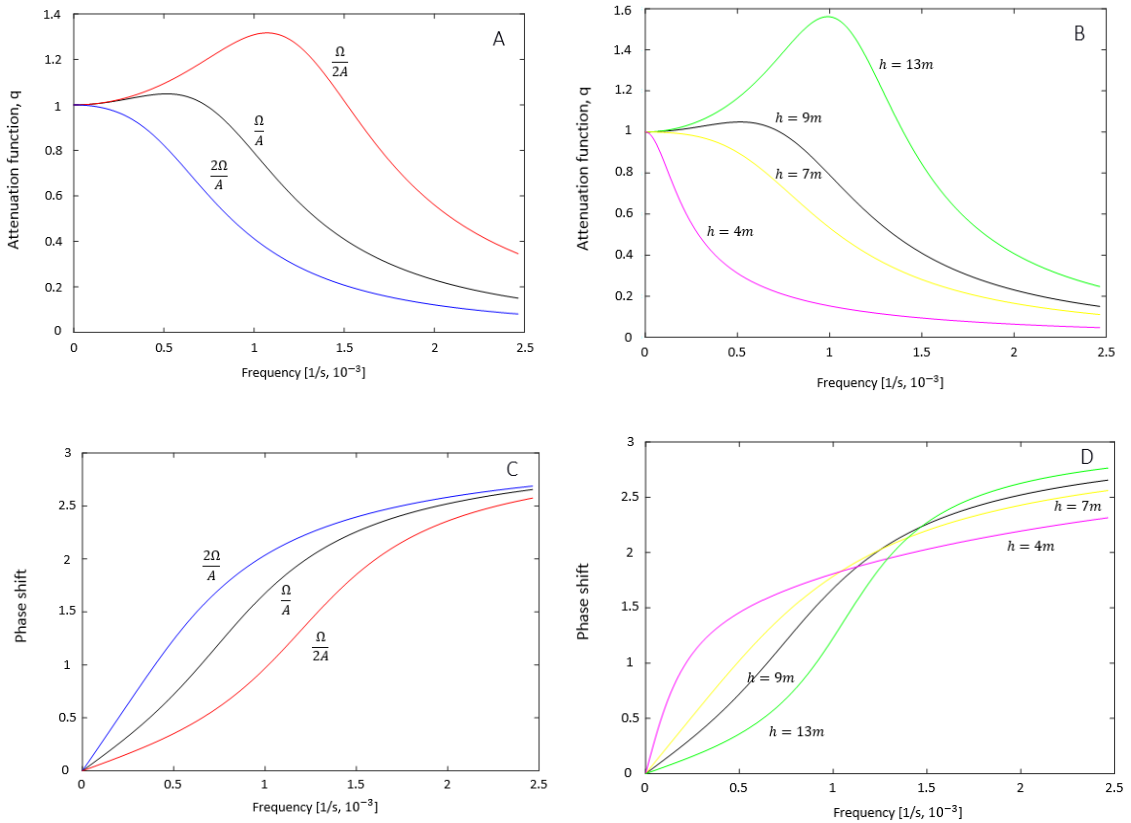 A
1.4
1.2
1
0.8
0.6
0.4
0.2
0
Attenuation function, q
Ω
2A
Ω
A
2Ω
A
0
0.5
1
1.5
2
2.5
Frequency [1/s, 10⁻³]
B
1.6
1.4
1.2
1
0.8
0.6
0.4
0.2
0
Attenuation function, q
h = 13m
h = 9m
h = 7m
h = 4m
0
0.5
1
1.5
2
2.5
Frequency [1/s, 10⁻³]
C
3
2.5
2
1.5
1
0.5
0
Phase shift
2Ω
A
Ω
A
Ω
2A
0
0.5
1
1.5
2
2.5
Frequency [1/s, 10⁻³]
D
3
2.5
2
1.5
1
0.5
0
Phase shift
h = 7m
h = 4m
h = 9m
h = 13m
0
0.5
1
1.5
2
2.5
Frequency [1/s, 10⁻³]